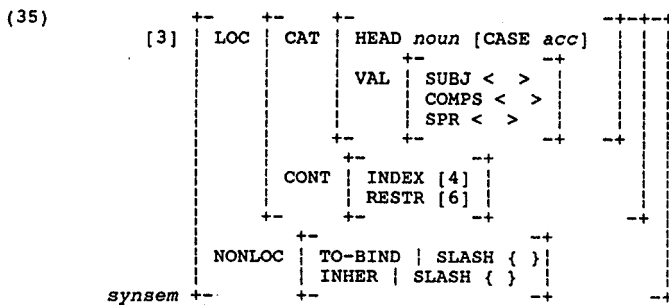 (35) +- +- +- -+-+-+
[3] | LOC | CAT | HEAD noun [CASE acc] | | |
| | | +- -+ | | |
| | | VAL | SUBJ < > | | | |
| | | | COMPS < > | | | |
| | | | SPR < > | | | |
| | +- +- -+ -+ | |
| | +- -+ | |
| | CONT | INDEX [4] | | |
| | | RESTR [6] | | |
| +- +- -+ -+ |
| +- -+ |
| NONLOC | TO-BIND | SLASH { } | |
| | INHER | SLASH { } | |
synsem +- +- -+ -+